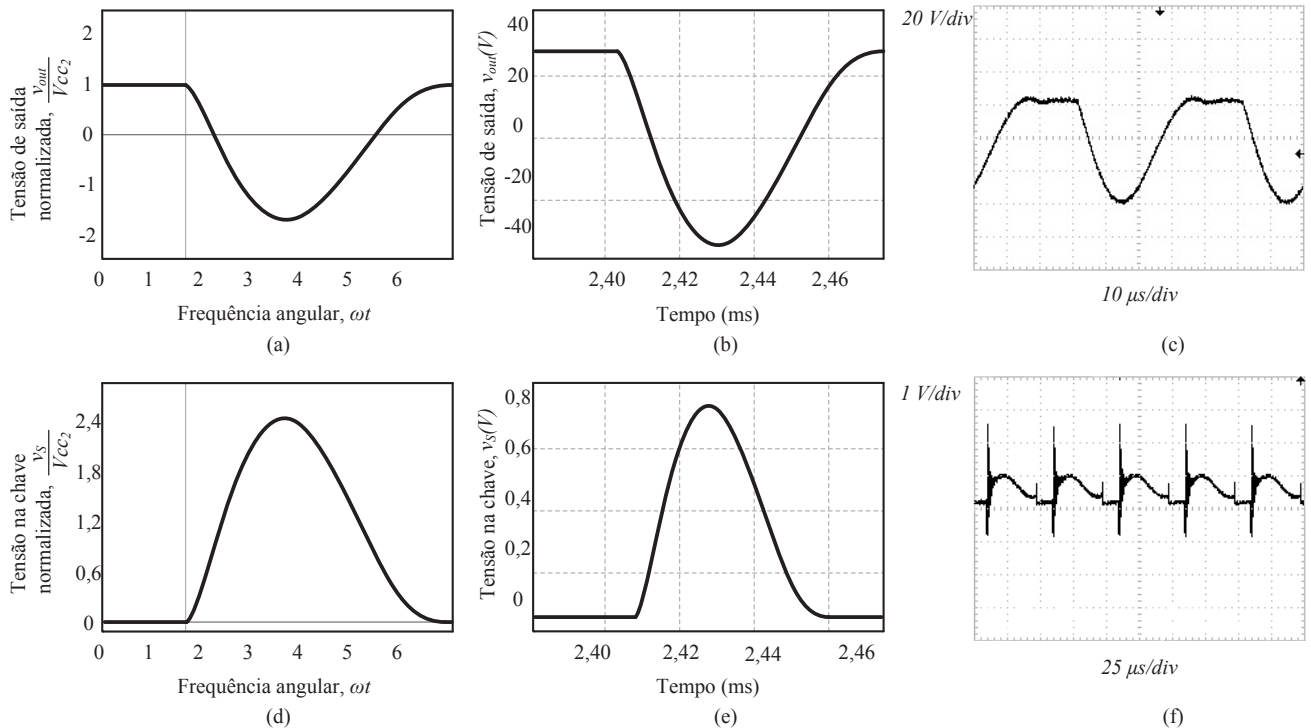 Tensão de saída
normalizada, v_out/Vcc_2
2
1
0
-1
-2
0 1 2 3 4 5 6
Frequência angular, ωt
(a)
Tensão de saída, v_out(V)
40
20
0
-20
-40
2,40 2,42 2,44 2,46
Tempo (ms)
(b)
20 V/div
10 μs/div
(c)
Tensão na chave
normalizada, v_S/Vcc_2
2.4
1.8
1,2
0.6
0
0 1 2 3 4 5 6
Frequência angular, ωt
(d)
Tensão na chave, v_S(V)
0,8
0,6
0,4
0,2
0
2,40 2,42 2,44 2,46
Tempo (ms)
(e)
1 V/div
25 μs/div
(f)